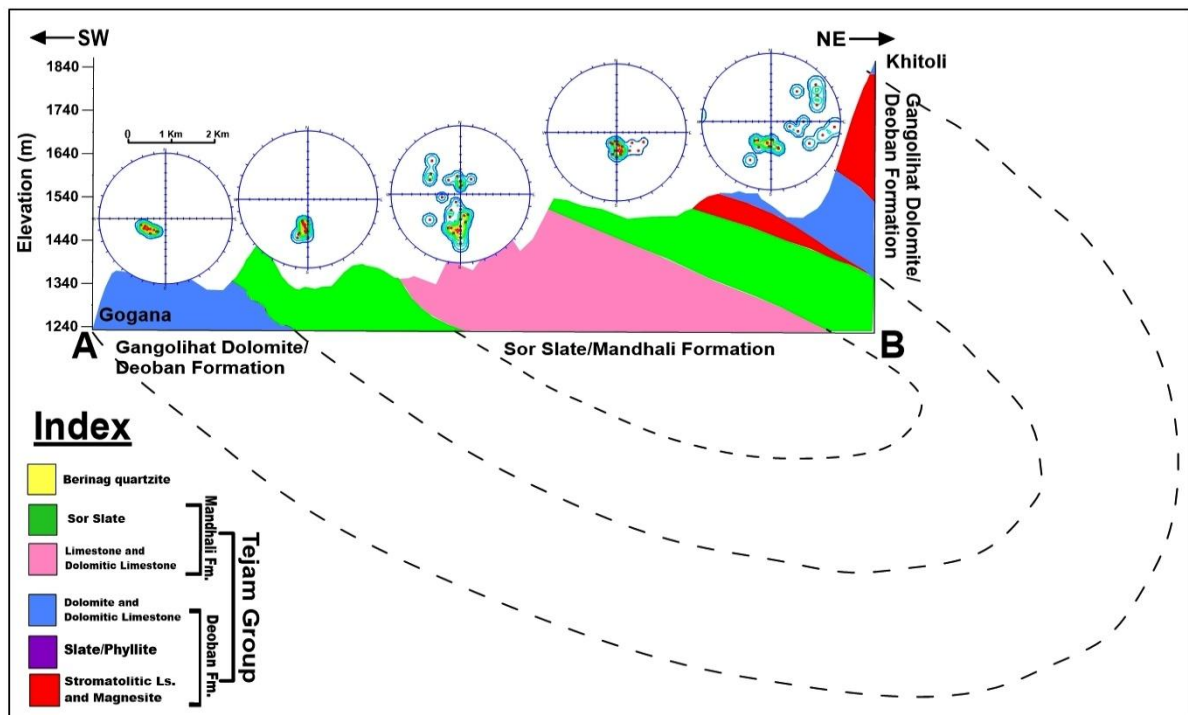 SW
NE
1840
1740
1640
1540
1440
1340
1240
Elevation (m)
0 1 Km 2 Km
Khitoli
Gangolihat Dolomite/
/Deoban Formation
Gogana
A
B
Gangolihat Dolomite/
Deoban Formation
Sor Slate/Mandhali Formation
Index
Berinag quartzite
Sor Slate
Limestone and
Dolomitic Limestone
Mandhali Fm.
Dolomite and
Dolomitic Limestone
Slate/Phyllite
Stromatolitic Ls.
and Magnesite
Deoban Fm.
Tejam Group